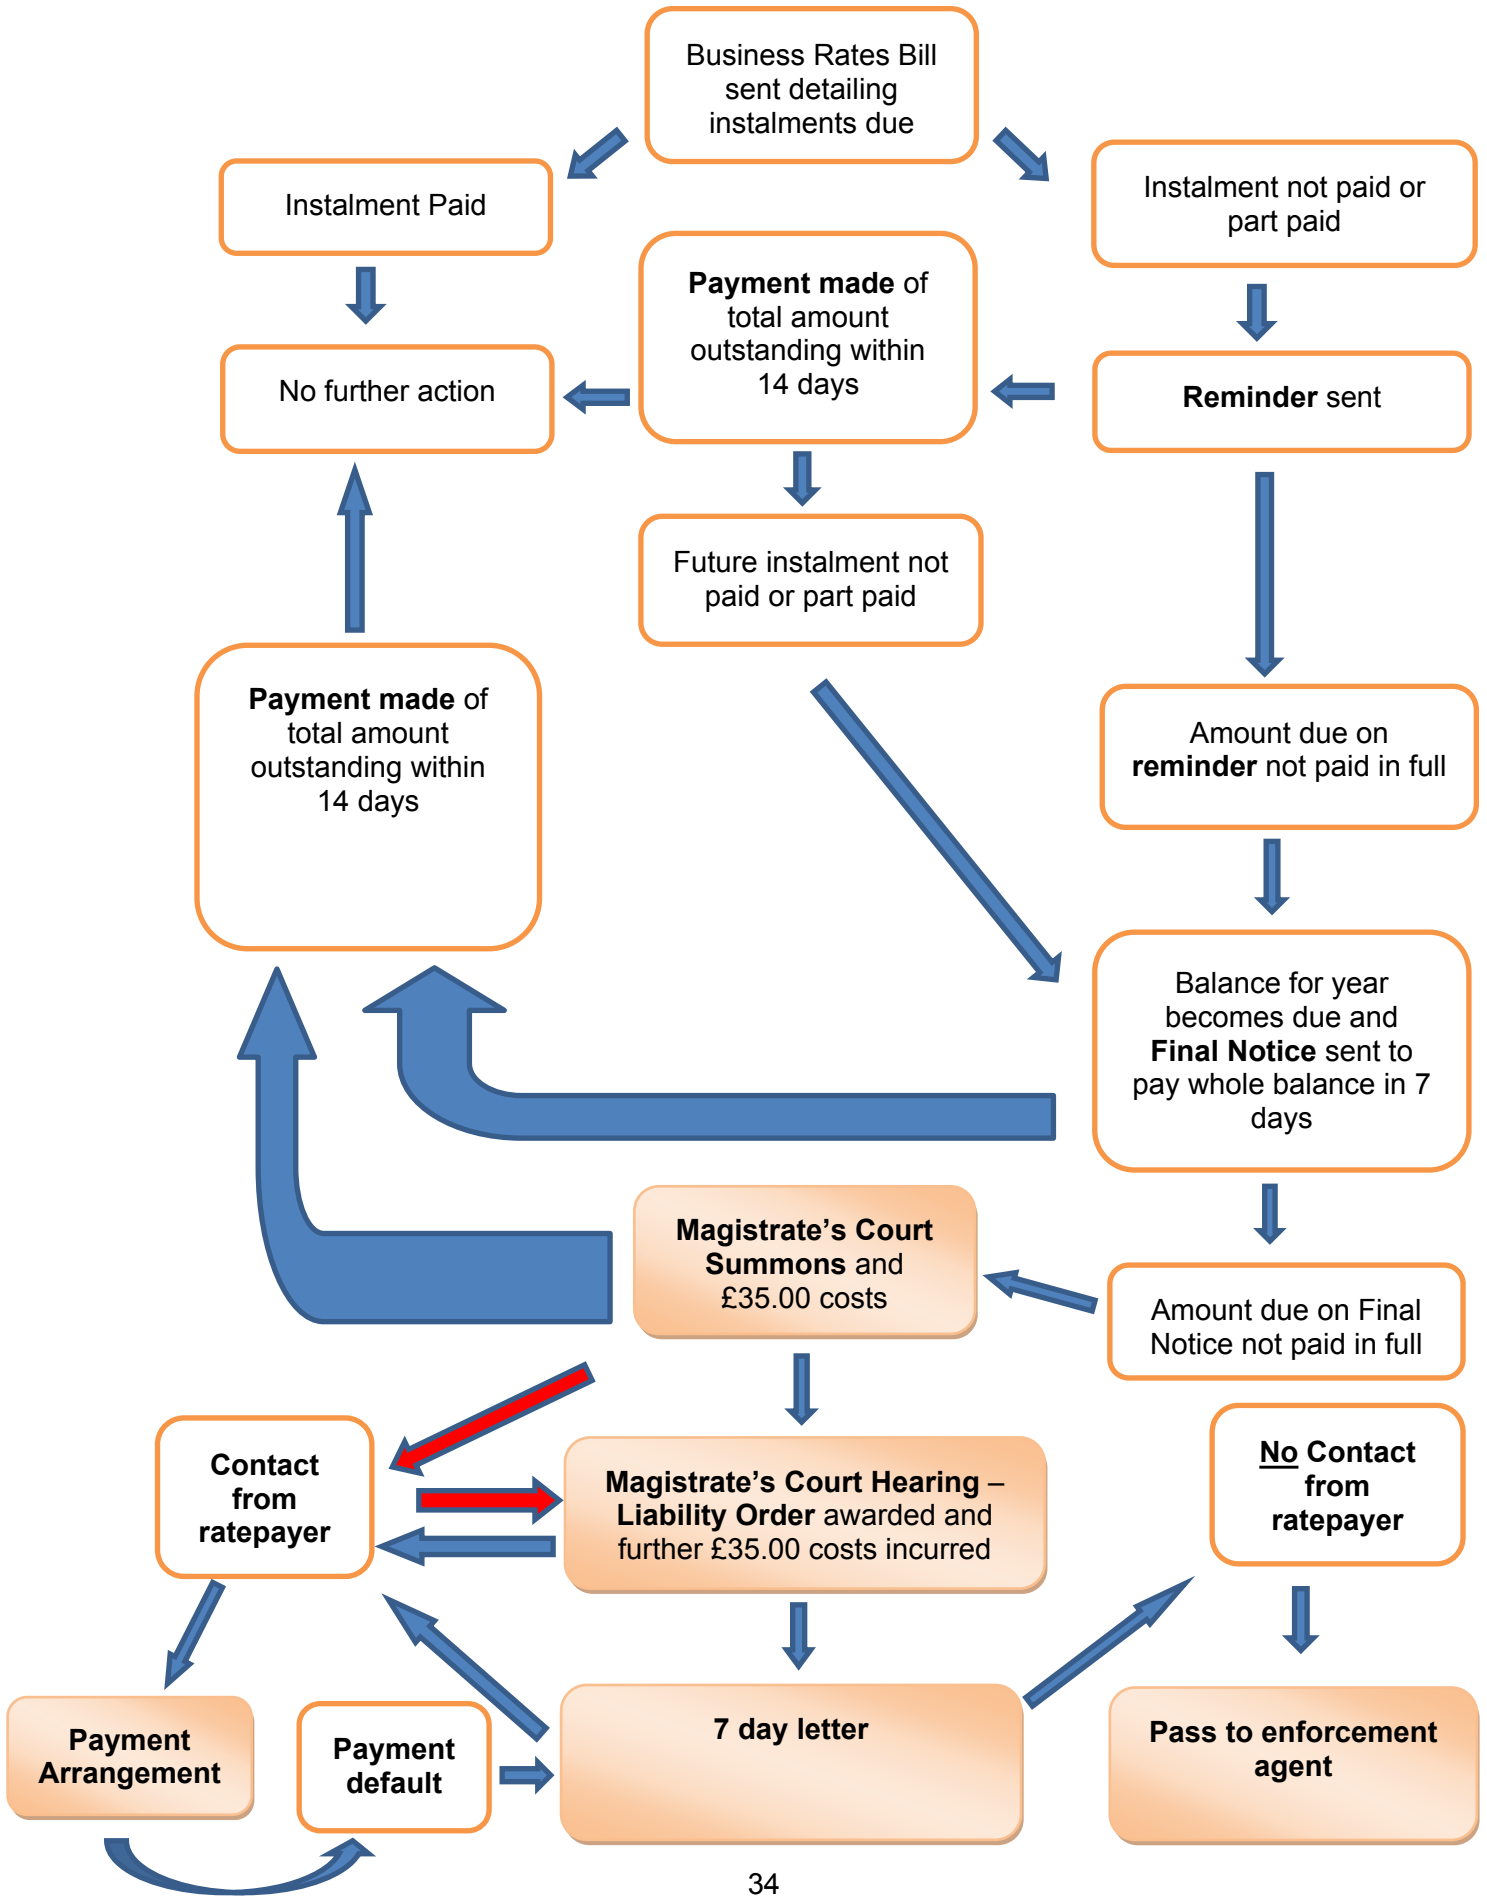 Business Rates Bill
sent detailing
instalments due
Instalment Paid
Instalment not paid or
part paid
Payment made of
total amount
outstanding within
14 days
No further action
Reminder sent
Future instalment not
paid or part paid
Payment made of
total amount
outstanding within
14 days
Amount due on
reminder not paid in full
Balance for year
becomes due and
Final Notice sent to
pay whole balance in 7
days
Magistrate’s Court
Summons and
£35.00 costs
Amount due on Final
Notice not paid in full
Contact
from
ratepayer
Magistrate’s Court Hearing –
Liability Order awarded and
further £35.00 costs incurred
No Contact
from
ratepayer
Payment
Arrangement
Payment
default
7 day letter
Pass to enforcement
agent
34